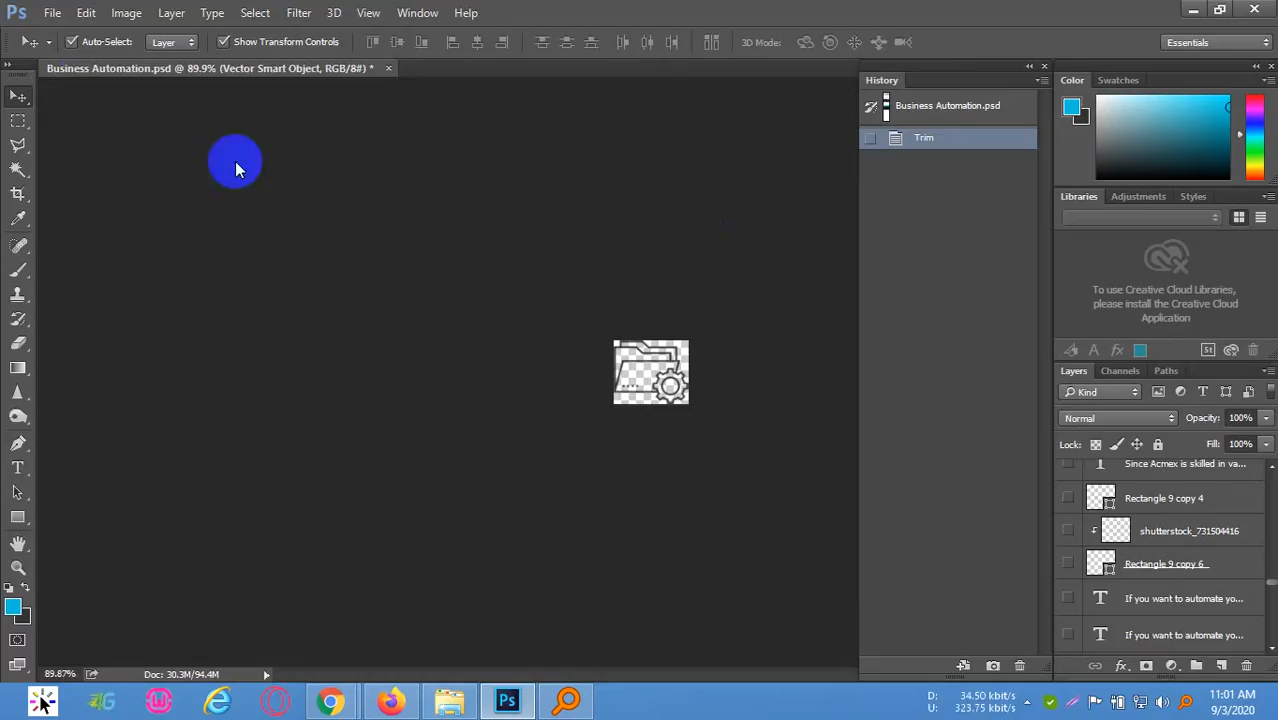 Ps File Edit Image Layer Type Select Filter 3D View Window Help
Auto-Select: Layer Show Transform Controls 3D Mode: Essentials
Business Automation.psd @ 89.9% (Vector Smart Object, RGB/8#) *
History
Color Swatches
Business Automation.psd
Trim
Libraries Adjustments Styles
To use Creative Cloud Libraries,
please install the Creative Cloud
Application
St
Layers Channels Paths
Kind
Normal Opacity: 100%
Lock: Fill: 100%
Since Acmex is skilled in va...
Rectangle 9 copy 4
shutterstock_731504416
Rectangle 9 copy 6
If you want to automate yo...
If you want to automate yo...
89.87% Doc: 30.3M/94.4M
D: 34.50 kbit/s
U: 323.75 kbit/s
11:01 AM
9/3/2020